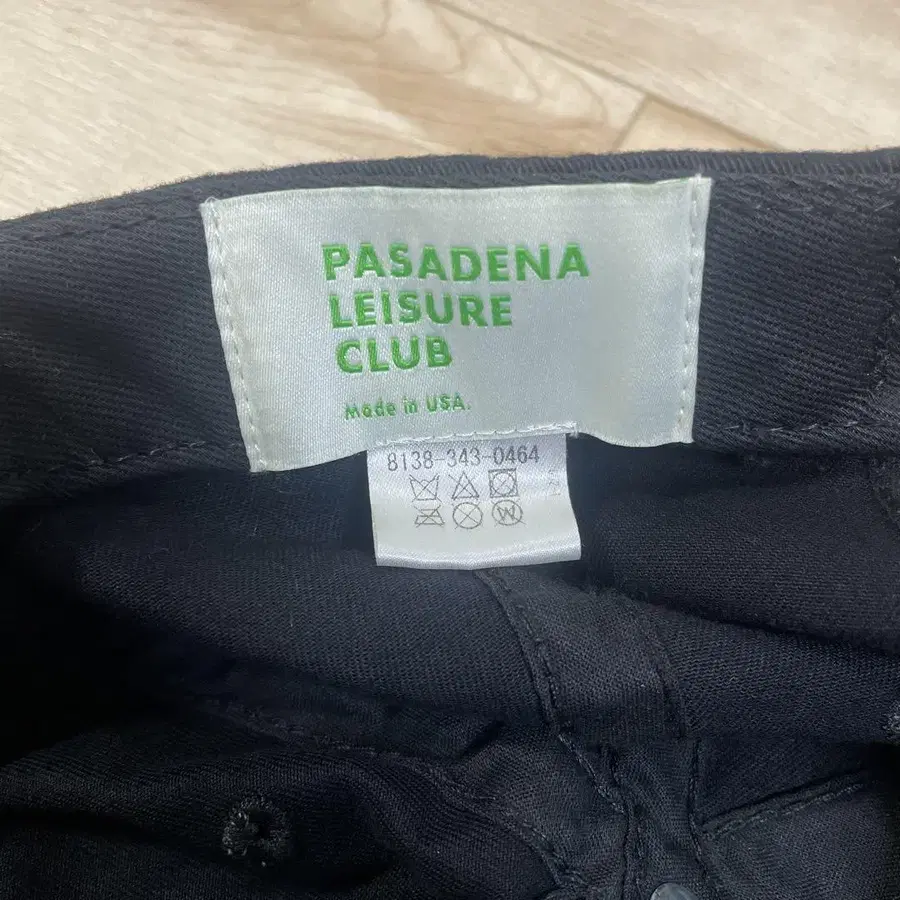 PASADENA
LEISURE
CLUB
Made in USA.
8138-343-0464
W